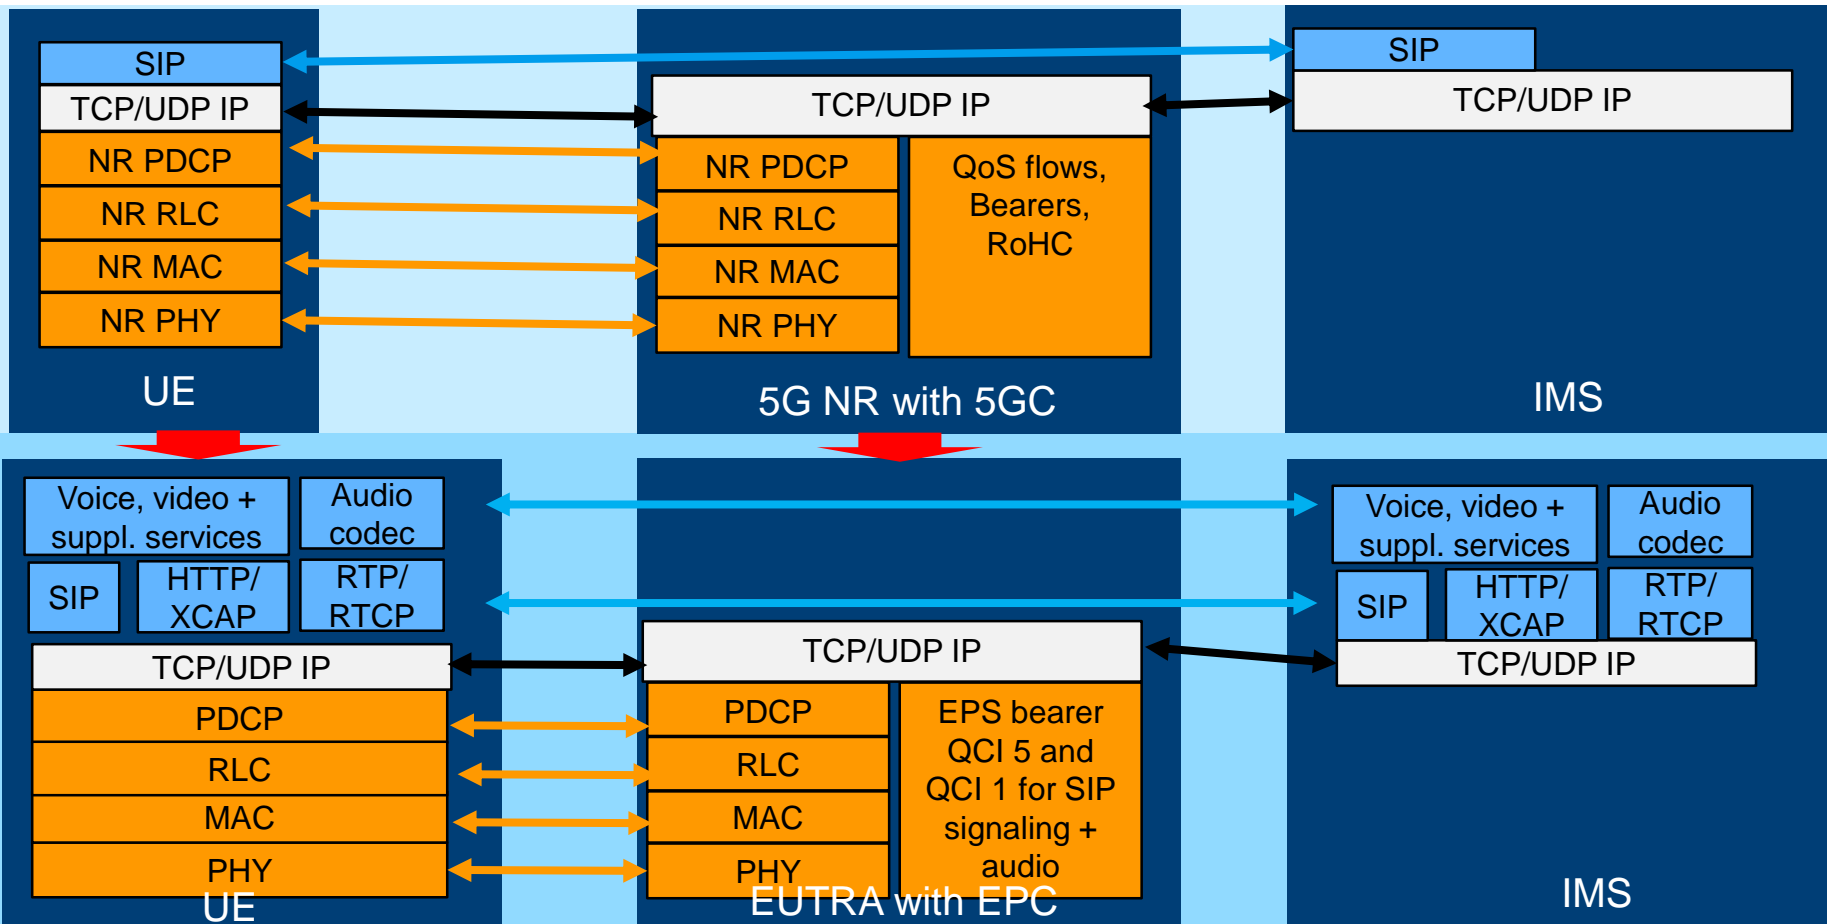 SIP
TCP/UDP IP
NR PDCP
NR RLC
NR MAC
NR PHY
UE
TCP/UDP IP
NR PDCP
NR RLC
NR MAC
NR PHY
QoS flows,
Bearers,
RoHC
5G NR with 5GC
SIP
TCP/UDP IP
IMS
Voice, video +
suppl. services
Audio
codec
SIP
HTTP/
XCAP
RTP/
RTCP
TCP/UDP IP
PDCP
RLC
MAC
PHY
UE
TCP/UDP IP
PDCP
RLC
MAC
PHY
EPS bearer
QCI 5 and
QCI 1 for SIP
signaling +
audio
EUTRA with EPC
Voice, video +
suppl. services
Audio
codec
SIP
HTTP/
XCAP
RTP/
RTCP
TCP/UDP IP
IMS